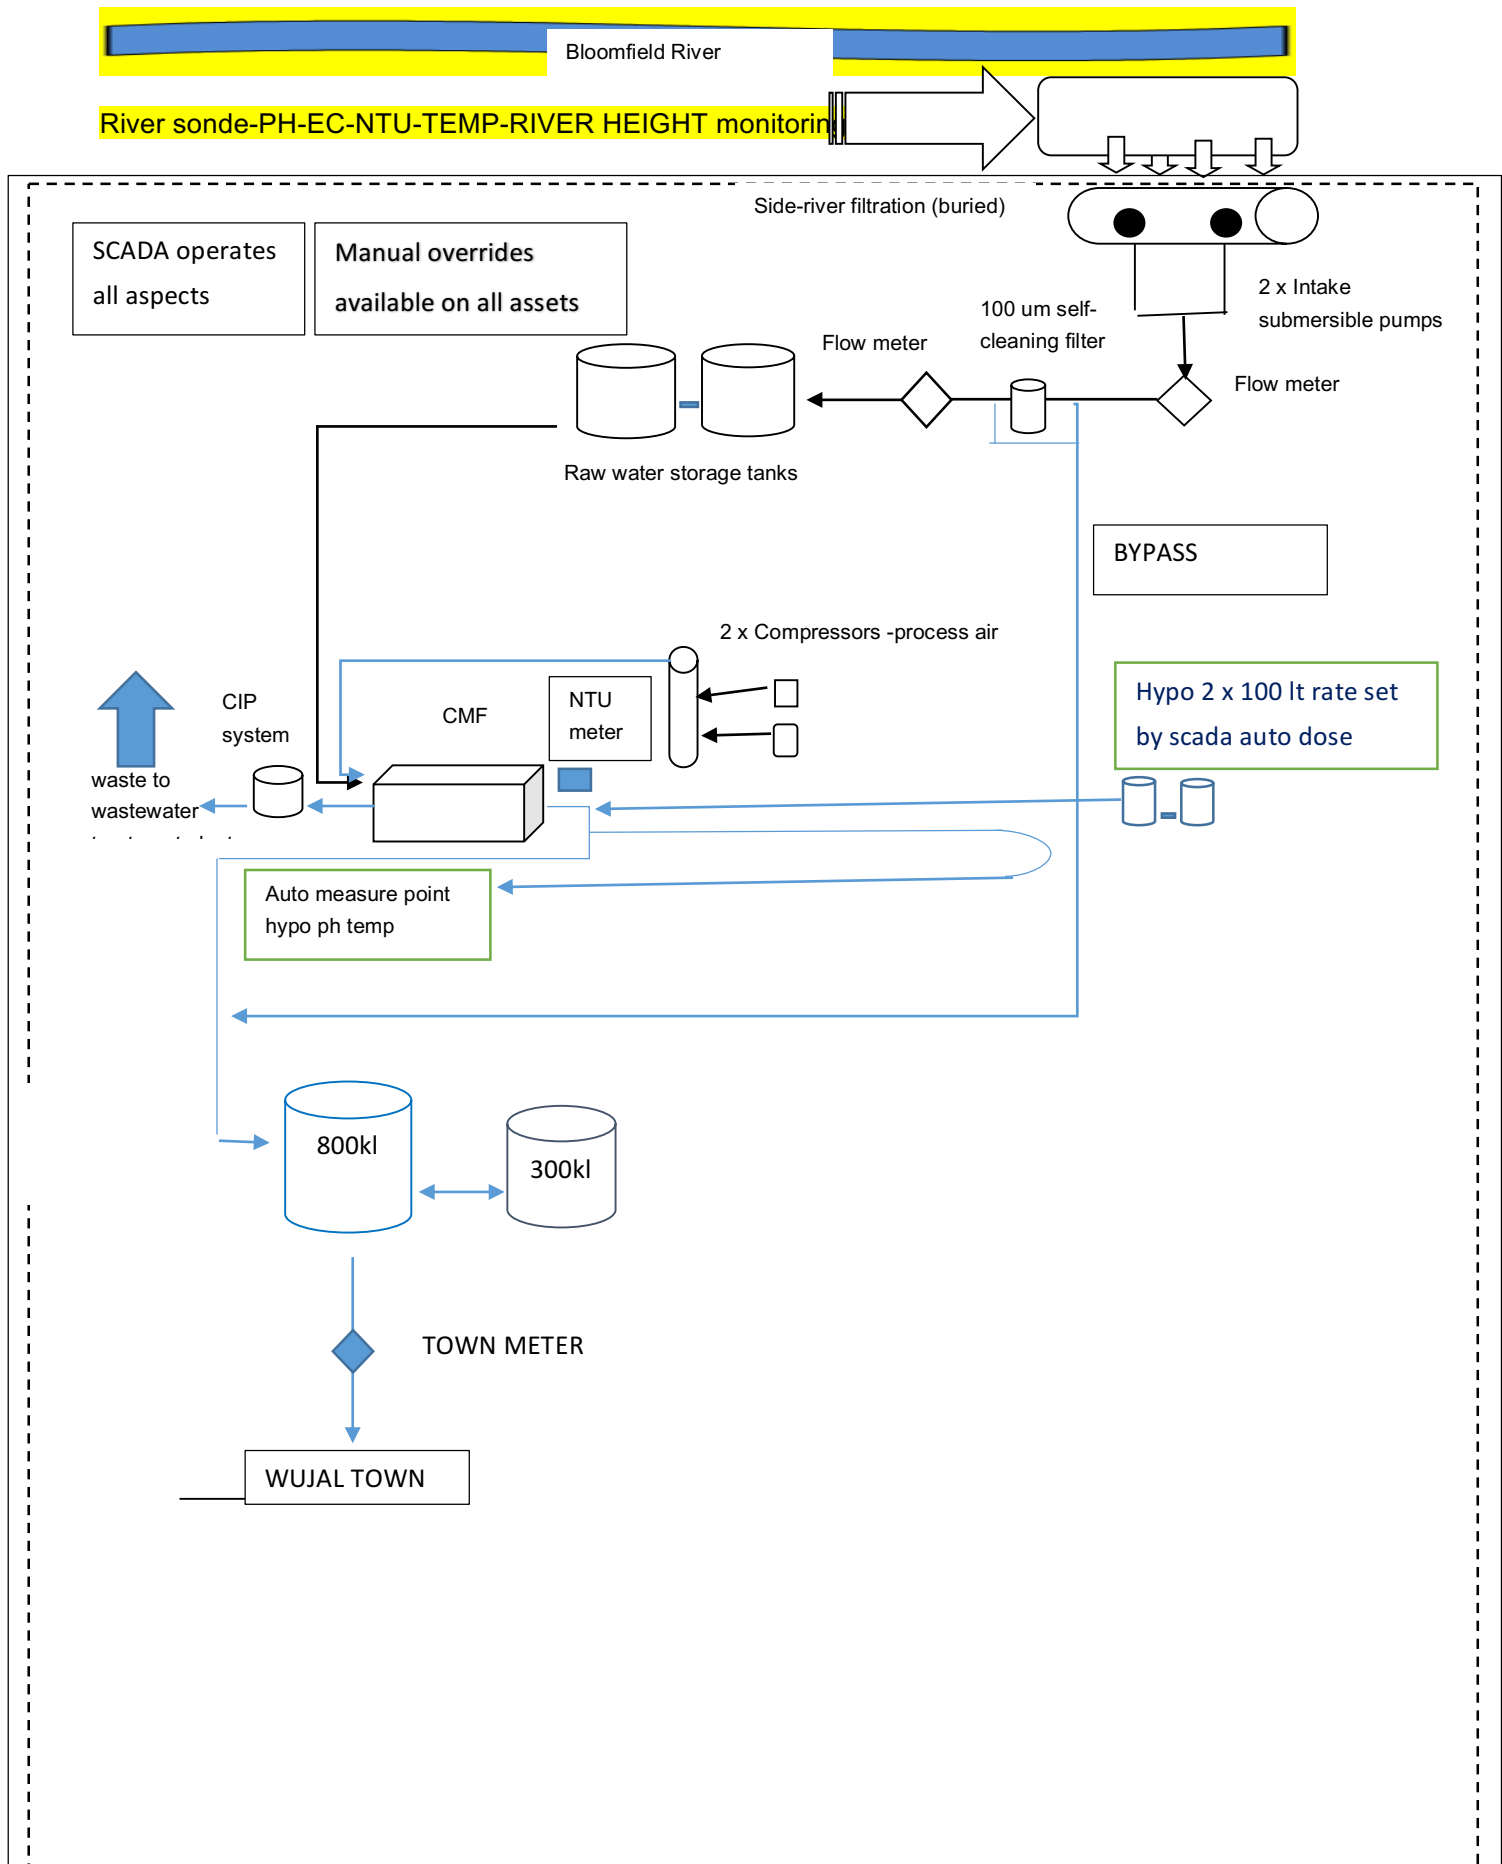 Bloomfield River
River sonde-PH-EC-NTU-TEMP-RIVER HEIGHT monitoring
Side-river filtration (buried)
SCADA operates
all aspects
Manual overrides
available on all assets
2 x Intake
submersible pumps
100 um self-
cleaning filter
Flow meter
Flow meter
Raw water storage tanks
BYPASS
2 x Compressors -process air
Hypo 2 x 100 lt rate set
by scada auto dose
NTU
meter
CMF
CIP
system
waste to
wastewater
Auto measure point
hypo ph temp
800kl
300kl
TOWN METER
WUJAL TOWN